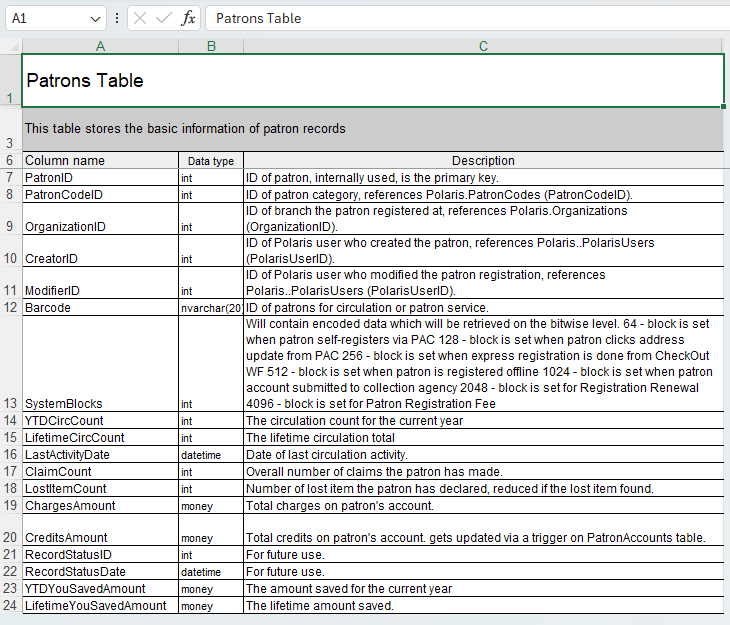 A1 fx Patrons Table
A B C
1 Patrons Table
3 This table stores the basic information of patron records
6 Column name Data type Description
7 PatronID int ID of patron, internally used, is the primary key.
8 PatronCodeID int ID of patron category, references Polaris.PatronCodes (PatronCodeID).
ID of branch the patron registered at, references Polaris.Organizations
9 OrganizationID int (OrganizationID).
ID of Polaris user who created the patron, references Polaris..PolarisUsers
10 CreatorID int (PolarisUserID).
ID of Polaris user who modified the patron registration, references
11 ModifierID int Polaris..PolarisUsers (PolarisUserID).
12 Barcode nvarchar(20 ID of patrons for circulation or patron service.
Will contain encoded data which will be retrieved on the bitwise level. 64 - block is set
when patron self-registers via PAC 128 - block is set when patron clicks address
update from PAC 256 - block is set when express registration is done from CheckOut
WF 512 - block is set when patron is registered offline 1024 - block is set when patron
account submitted to collection agency 2048 - block is set for Registration Renewal
13 SystemBlocks int 4096 - block is set for Patron Registration Fee
14 YTDCircCount int The circulation count for the current year
15 LifetimeCircCount int The lifetime circulation total
16 LastActivityDate datetime Date of last circulation activity.
17 ClaimCount int Overall number of claims the patron has made.
18 LostItemCount int Number of lost item the patron has declared, reduced if the lost item found.
19 ChargesAmount money Total charges on patron's account.
20 CreditsAmount money Total credits on patron's account. gets updated via a trigger on PatronAccounts table.
21 RecordStatusID int For future use.
22 RecordStatusDate datetime For future use.
23 YTDYouSavedAmount money The amount saved for the current year
24 LifetimeYouSavedAmount money The lifetime amount saved.